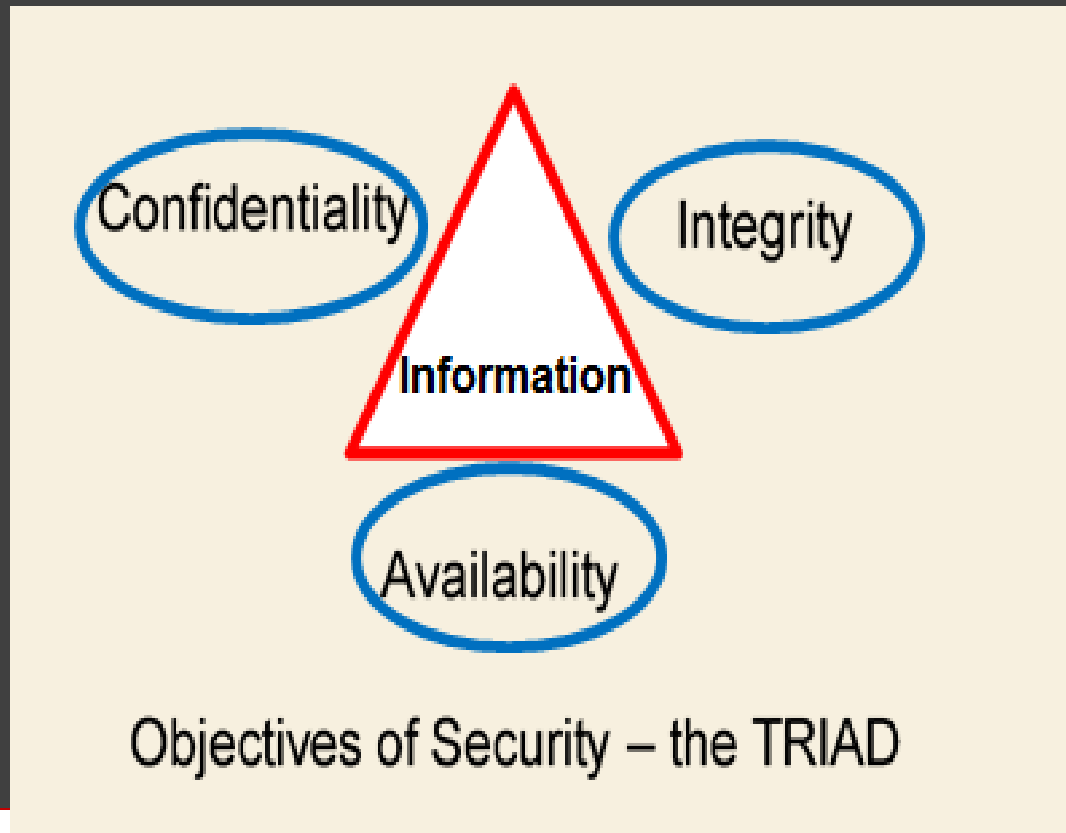 Confidentiality
Integrity
Information
Availability
Objectives of Security – the TRIAD